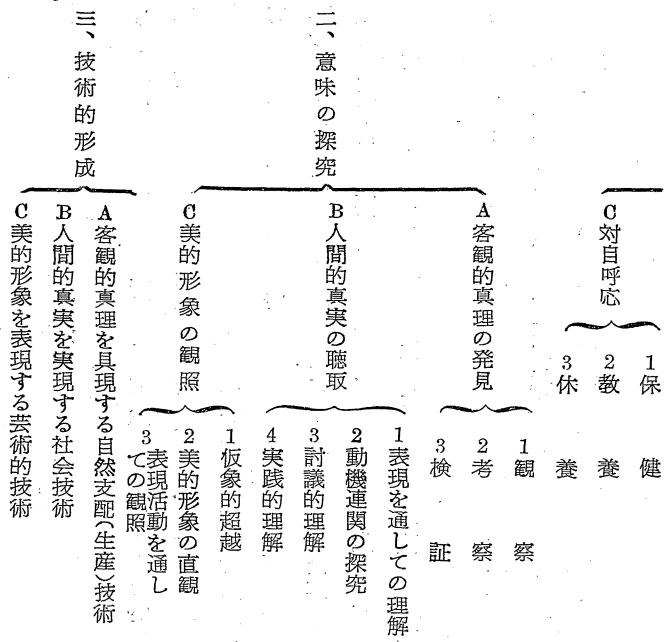 C対自呼応
1保健
2教養
3休養
二、意味の探究
A客観的真理の発見
1観察
2考察
3検証
B人間的真実の聴取
1表現を通しての理解
2動機連関の探究
3討議的理解
4実践的理解
C美的形象の観照
1仮象的超越
2美的形象の直観
3表現活動を通し
ての観照
三、技術的形成
A客観的真理を具現する自然支配(生産)技術
B人間的真実を実現する社会技術
C美的形象を表現する芸術的技術